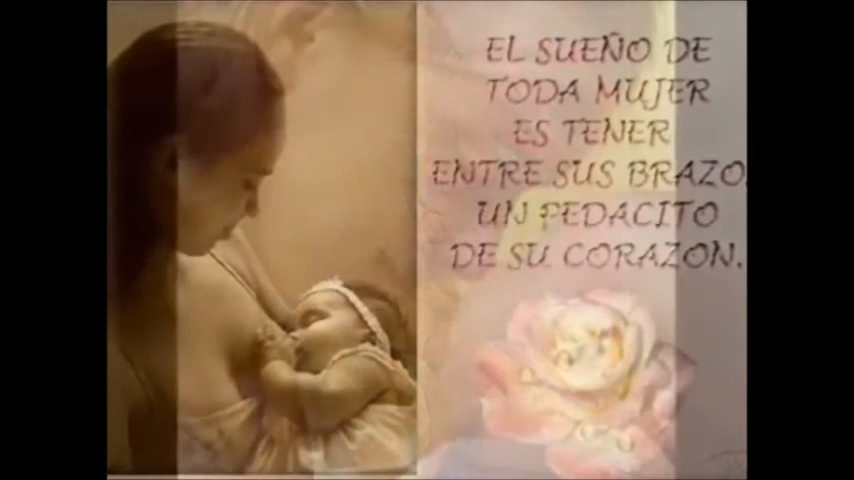 EL SUEÑO DE
TODA MUJER
ES TENER
ENTRE SUS BRAZO
UN PEDACITO
DE SU CORAZON.